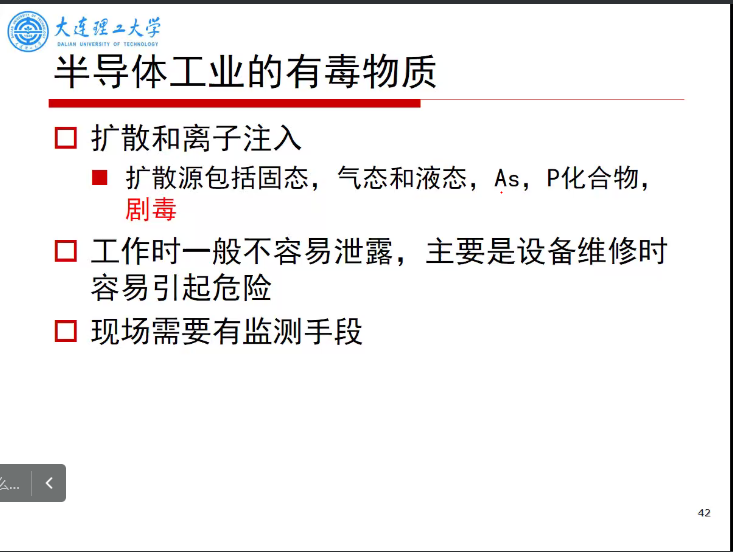 大连理工大学
DALIAN UNIVERSITY OF TECHNOLOGY
半导体工业的有毒物质
扩散和离子注入
扩散源包括固态，气态和液态，As，P化合物，
剧毒
工作时一般不容易泄露，主要是设备维修时
容易引起危险
现场需要有监测手段
么...
42